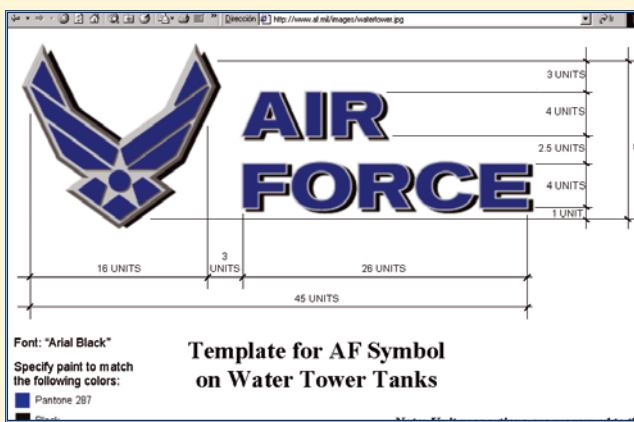 Dirección http://www.af.mil/images/watertower.jpg Ir
AIR
FORCE
3 UNITS
4 UNITS
2.5 UNITS
4 UNITS
1 UNIT
16 UNITS
3
UNITS
26 UNITS
45 UNITS
Font: "Arial Black"
Specify paint to match
the following colors:
Pantone 287
Template for AF Symbol
on Water Tower Tanks